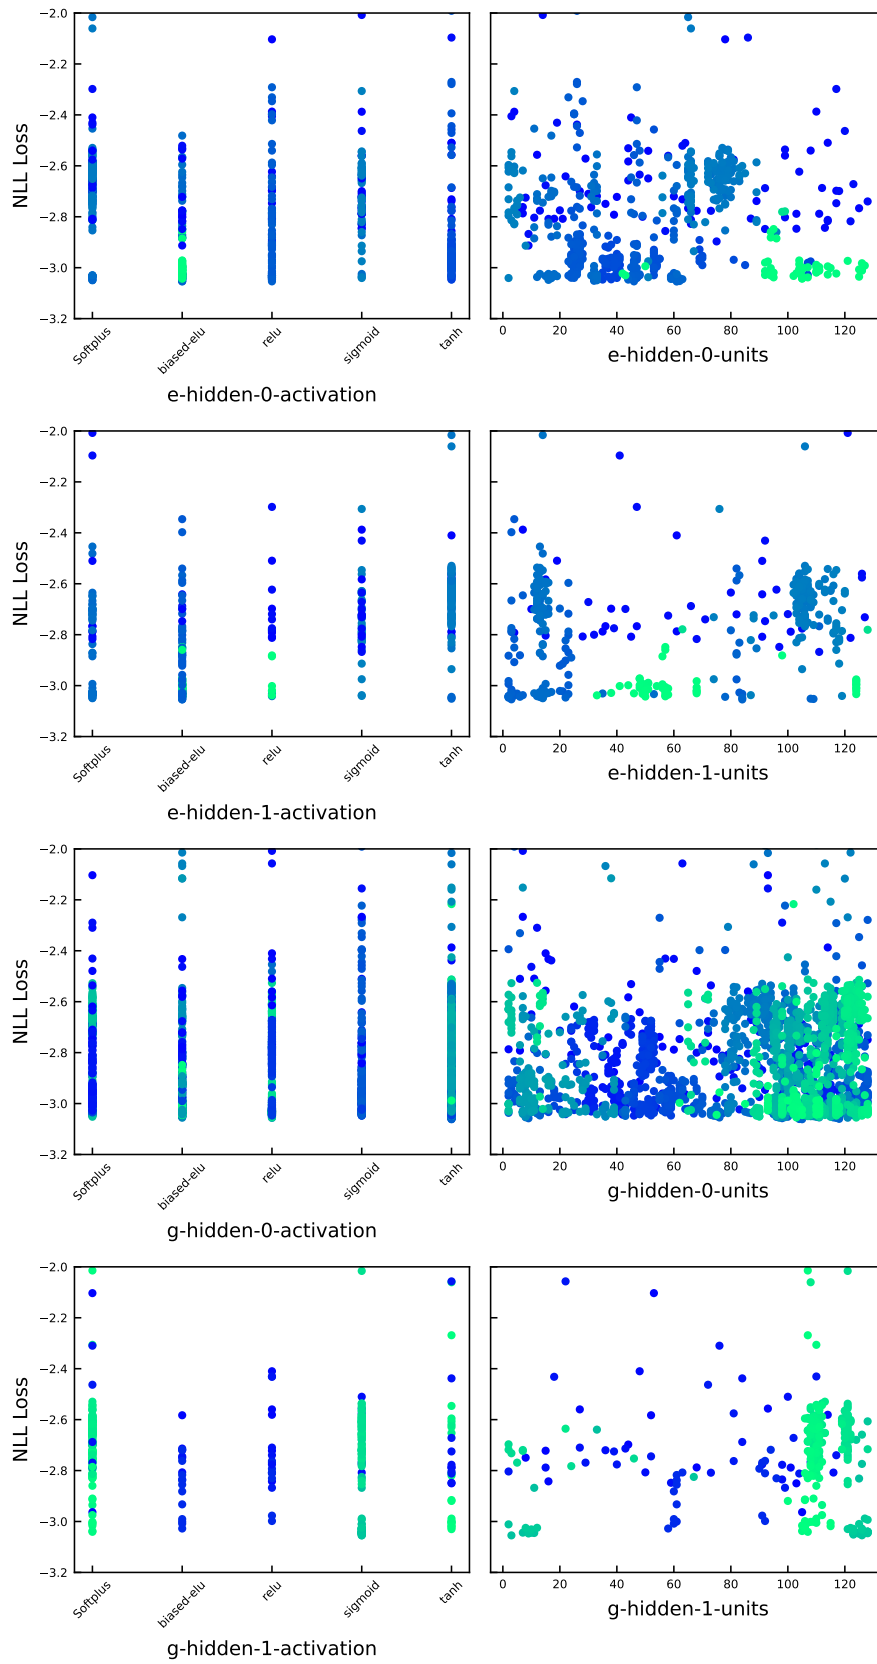 −2.0
−2.2
−2.4
−2.6
−2.8
−3.0
−3.2
NLL Loss
Softplus
biased-elu
relu
sigmoid
tanh
e-hidden-0-activation
0
20
40
60
80
100
120
e-hidden-0-units
−2.0
−2.2
−2.4
−2.6
−2.8
−3.0
−3.2
NLL Loss
Softplus
biased-elu
relu
sigmoid
tanh
e-hidden-1-activation
0
20
40
60
80
100
120
e-hidden-1-units
−2.0
−2.2
−2.4
−2.6
−2.8
−3.0
−3.2
NLL Loss
Softplus
biased-elu
relu
sigmoid
tanh
g-hidden-0-activation
0
20
40
60
80
100
120
g-hidden-0-units
−2.0
−2.2
−2.4
−2.6
−2.8
−3.0
−3.2
NLL Loss
Softplus
biased-elu
relu
sigmoid
tanh
g-hidden-1-activation
0
20
40
60
80
100
120
g-hidden-1-units